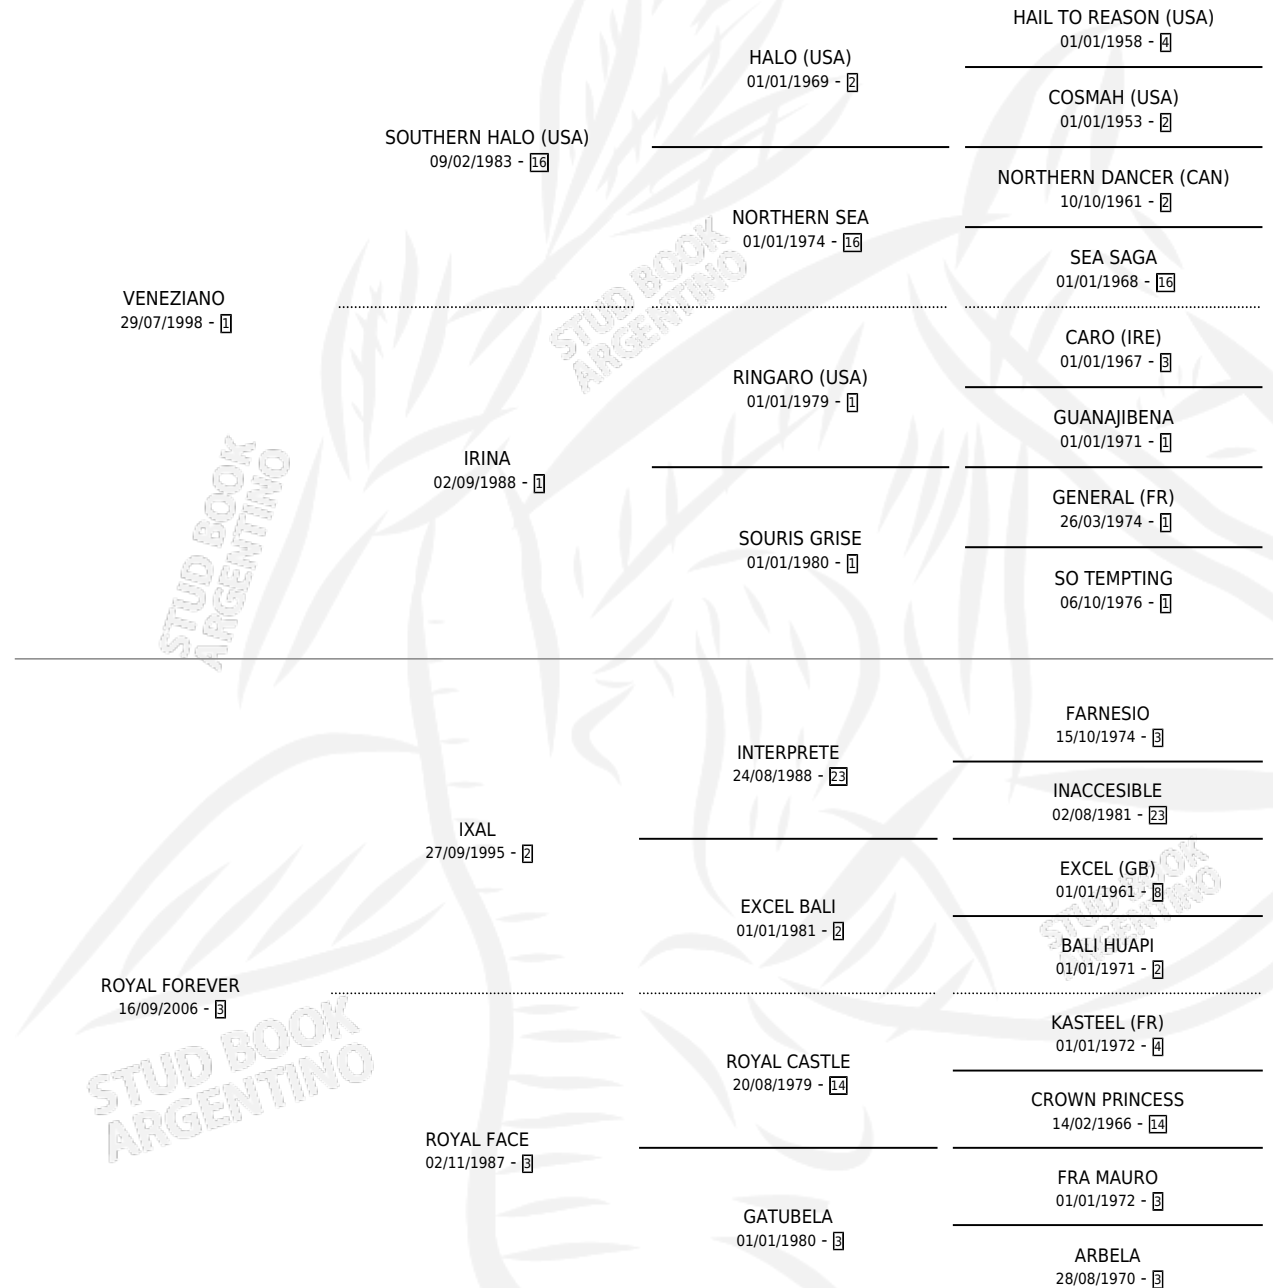 HAIL TO REASON (USA)
01/01/1958 - 4
HALO (USA)
01/01/1969 - 2
COSMAH (USA)
01/01/1953 - 2
SOUTHERN HALO (USA)
09/02/1983 - 16
NORTHERN DANCER (CAN)
10/10/1961 - 2
NORTHERN SEA
01/01/1974 - 16
SEA SAGA
01/01/1968 - 16
VENEZIANO
29/07/1998 - 1
CARO (IRE)
01/01/1967 - 3
RINGARO (USA)
01/01/1979 - 1
GUANAJIBENA
01/01/1971 - 1
IRINA
02/09/1988 - 1
GENERAL (FR)
26/03/1974 - 1
SOURIS GRISE
01/01/1980 - 1
SO TEMPTING
06/10/1976 - 1
FARNESIO
15/10/1974 - 3
INTERPRETE
24/08/1988 - 23
INACCESIBLE
02/08/1981 - 23
IXAL
27/09/1995 - 2
EXCEL (GB)
01/01/1961 - 8
EXCEL BALI
01/01/1981 - 2
BALI HUAPI
01/01/1971 - 2
ROYAL FOREVER
16/09/2006 - 3
KASTEEL (FR)
01/01/1972 - 4
ROYAL CASTLE
20/08/1979 - 14
CROWN PRINCESS
14/02/1966 - 14
ROYAL FACE
02/11/1987 - 3
FRA MAURO
01/01/1972 - 3
GATUBELA
01/01/1980 - 3
ARBELA
28/08/1970 - 3
STUD BOOK
ARGENTINO
STUD BOOK
ARGENTINO
STUD BOOK
ARGENTINO
STUD BOOK
ARGENTINO